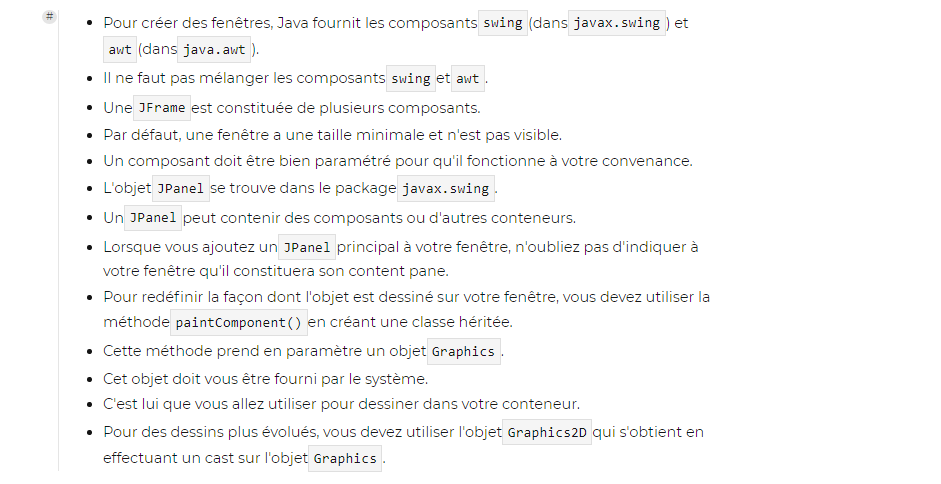 #
Pour créer des fenêtres, Java fournit les composants swing (dans javax.swing ) et
awt (dans java.awt ).
Il ne faut pas mélanger les composants swing et awt .
Une JFrame est constituée de plusieurs composants.
Par défaut, une fenêtre a une taille minimale et n'est pas visible.
Un composant doit être bien paramétré pour qu'il fonctionne à votre convenance.
L'objet JPanel se trouve dans le package javax.swing .
Un JPanel peut contenir des composants ou d'autres conteneurs.
Lorsque vous ajoutez un JPanel principal à votre fenêtre, n'oubliez pas d'indiquer à
votre fenêtre qu'il constituera son content pane.
Pour redéfinir la façon dont l'objet est dessiné sur votre fenêtre, vous devez utiliser la
méthode paintComponent() en créant une classe héritée.
Cette méthode prend en paramètre un objet Graphics .
Cet objet doit vous être fourni par le système.
C'est lui que vous allez utiliser pour dessiner dans votre conteneur.
Pour des dessins plus évolués, vous devez utiliser l'objet Graphics2D qui s'obtient en
effectuant un cast sur l'objet Graphics .